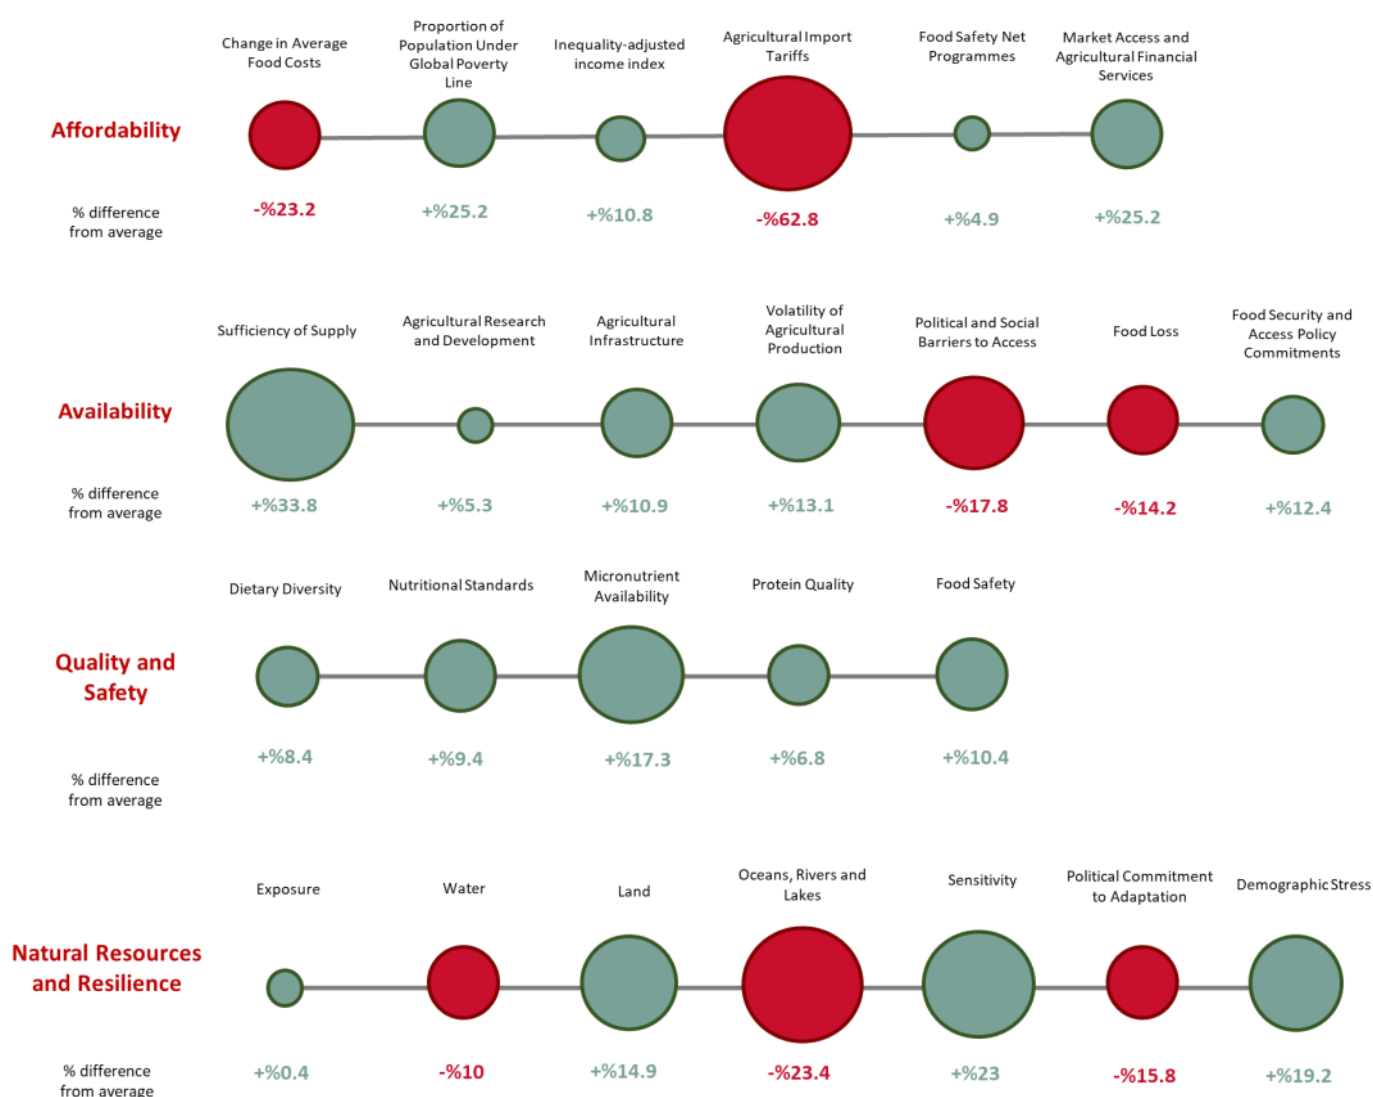 Change in Average
Food Costs
Proportion of
Population Under
Global Poverty
Line
Inequality-adjusted
income index
Agricultural Import
Tariffs
Food Safety Net
Programmes
Market Access and
Agricultural Financial
Services
Affordability
% difference
from average
-%23.2
+%25.2
+%10.8
-%62.8
+%4.9
+%25.2
Sufficiency of Supply
Agricultural Research
and Development
Agricultural
Infrastructure
Volatility of
Agricultural
Production
Political and Social
Barriers to Access
Food Loss
Food Security and
Access Policy
Commitments
Availability
% difference
from average
+%33.8
+%5.3
+%10.9
+%13.1
-%17.8
-%14.2
+%12.4
Dietary Diversity
Nutritional Standards
Micronutrient
Availability
Protein Quality
Food Safety
Quality and
Safety
% difference
from average
+%8.4
+%9.4
+%17.3
+%6.8
+%10.4
Exposure
Water
Land
Oceans, Rivers and
Lakes
Sensitivity
Political Commitment
to Adaptation
Demographic Stress
Natural Resources
and Resilience
% difference
from average
+%0.4
-%10
+%14.9
-%23.4
+%23
-%15.8
+%19.2